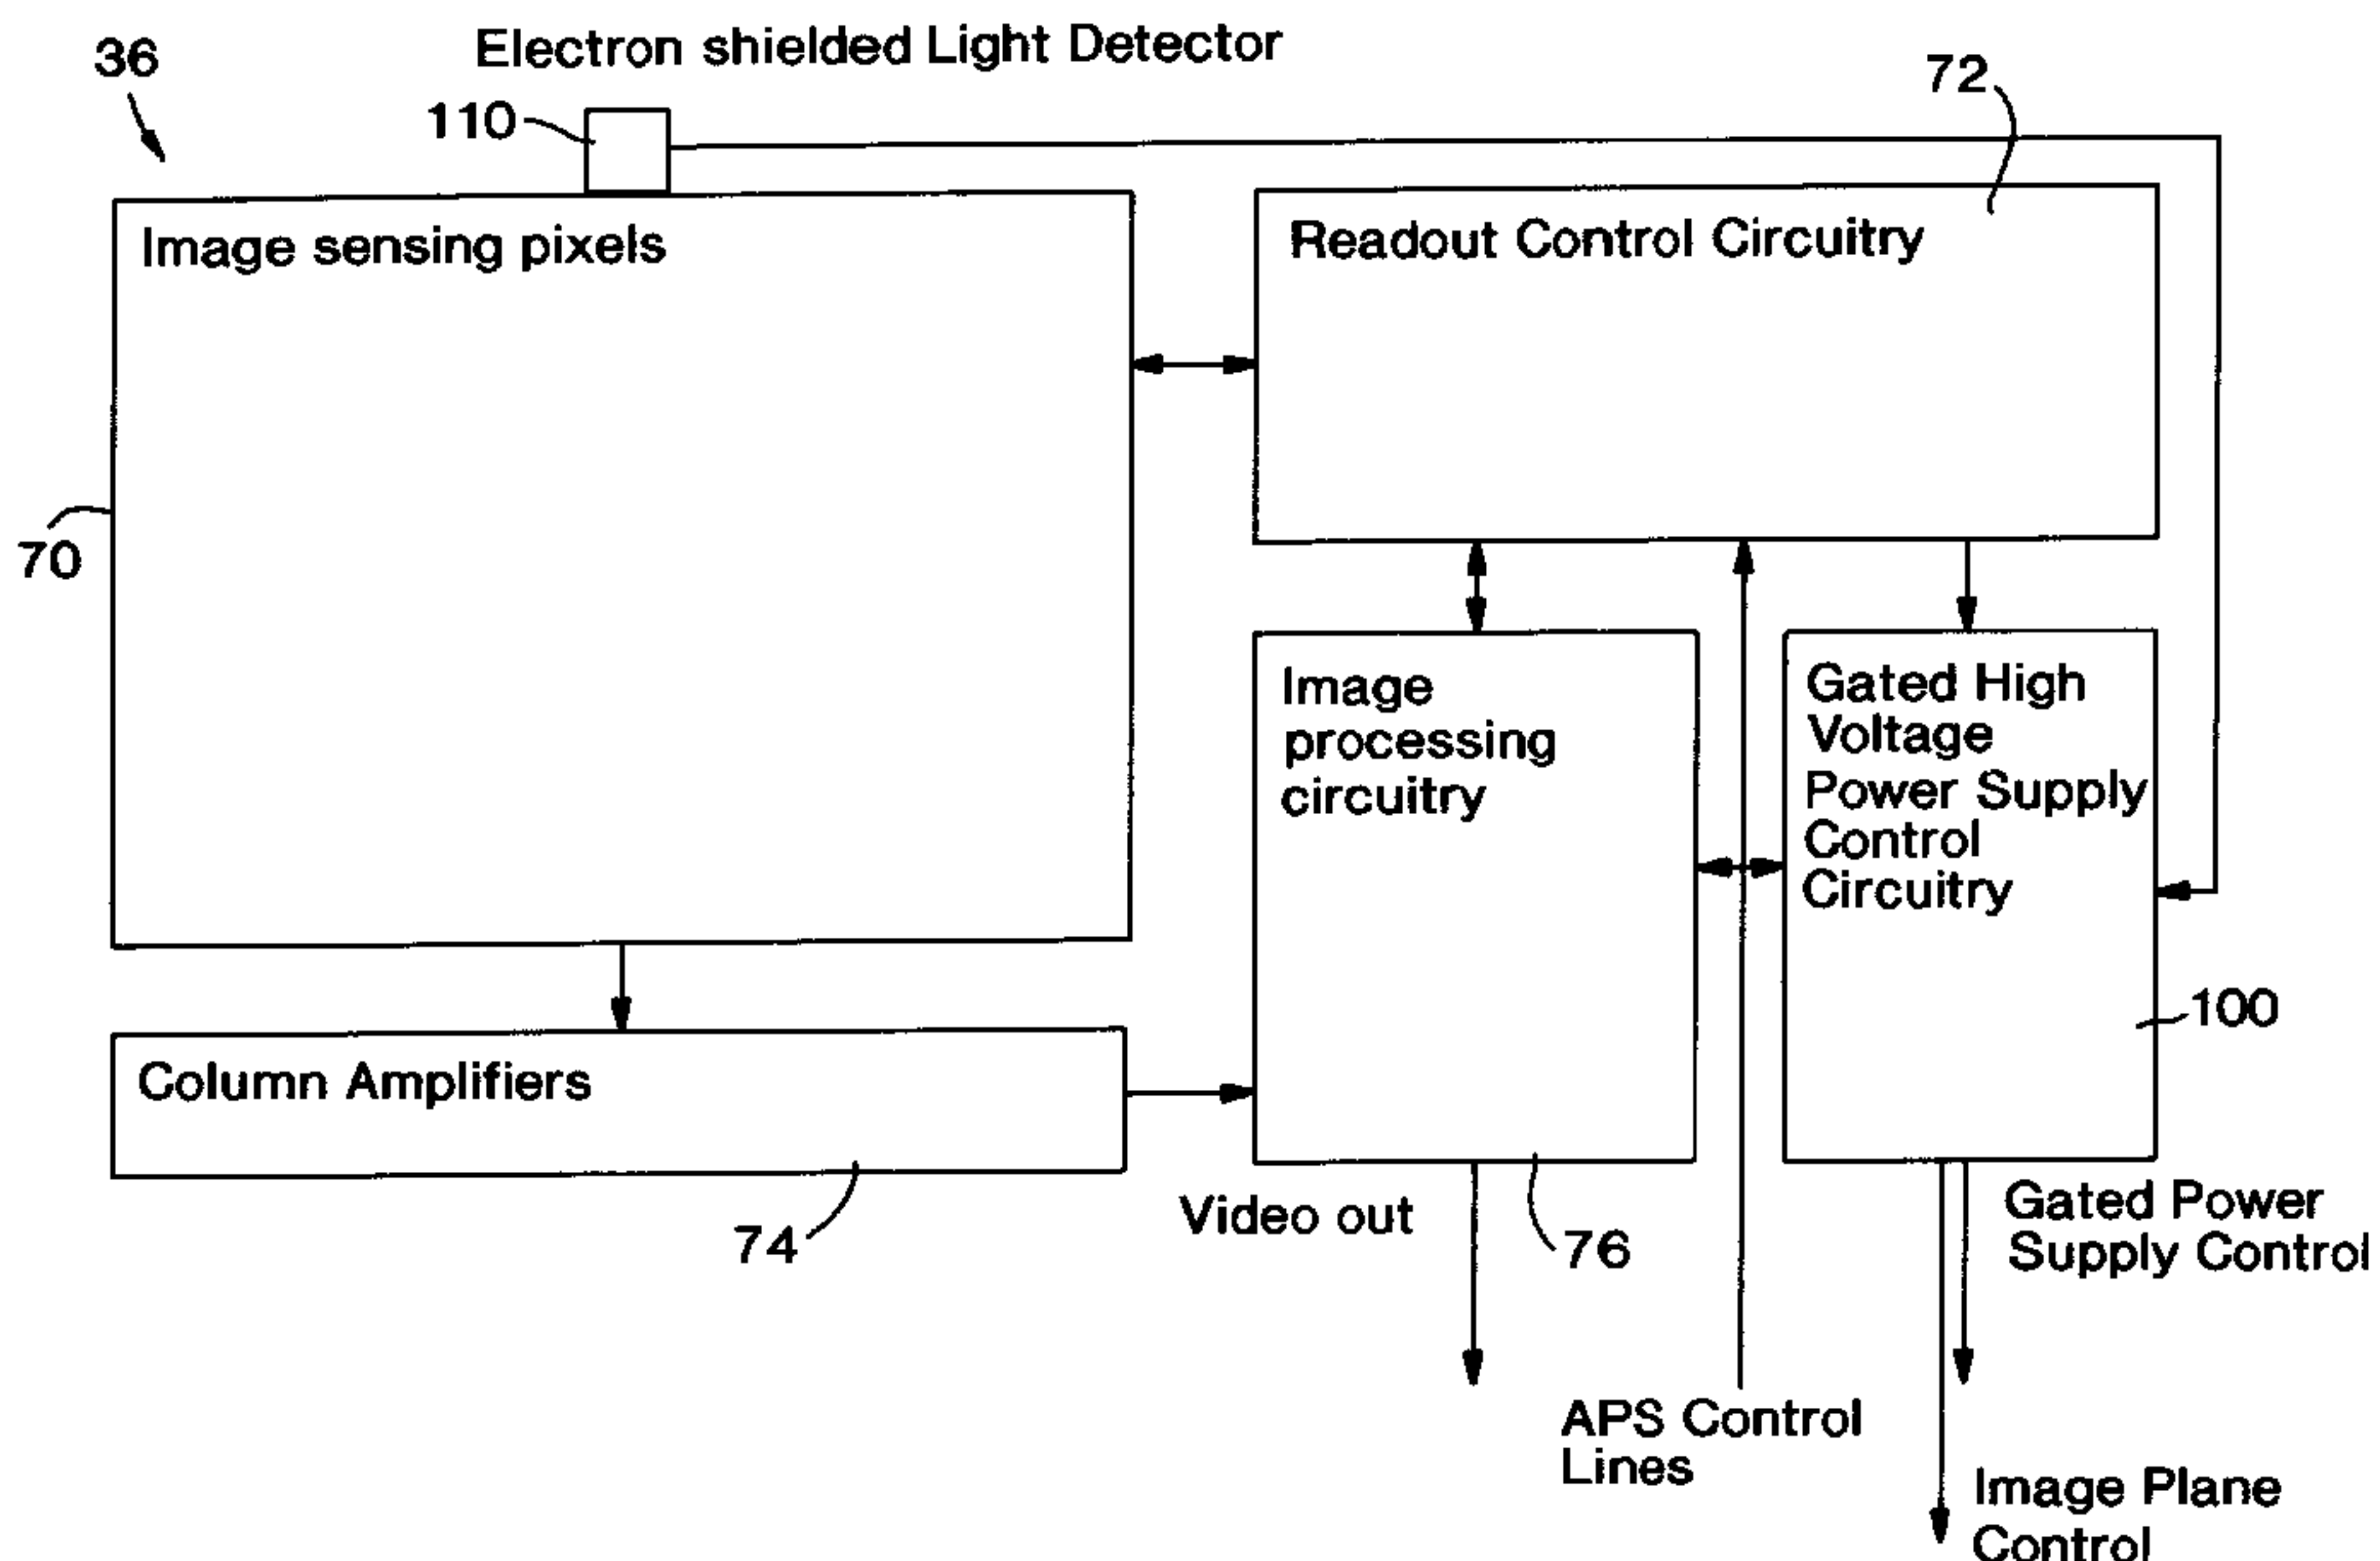 36
Electron shielded Light Detector
110
72
Image sensing pixels
Readout Control Circuitry
70
Image
processing
circuitry
Gated High
Voltage
Power Supply
Control
Circuitry
100
Column Amplifiers
74
Video out
76
Gated Power
Supply Control
APS Control
Lines
Image Plane
Control